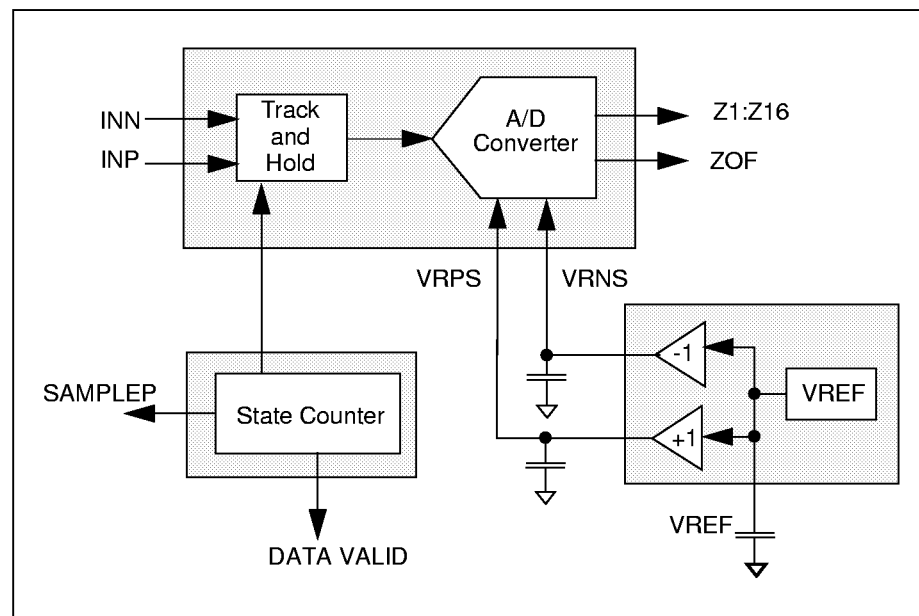 INN
INP
Track
and
Hold
A/D
Converter
Z1:Z16
ZOF
VRPS
VRNS
-1
+1
VREF
SAMPLEP
State Counter
VREF
DATA VALID